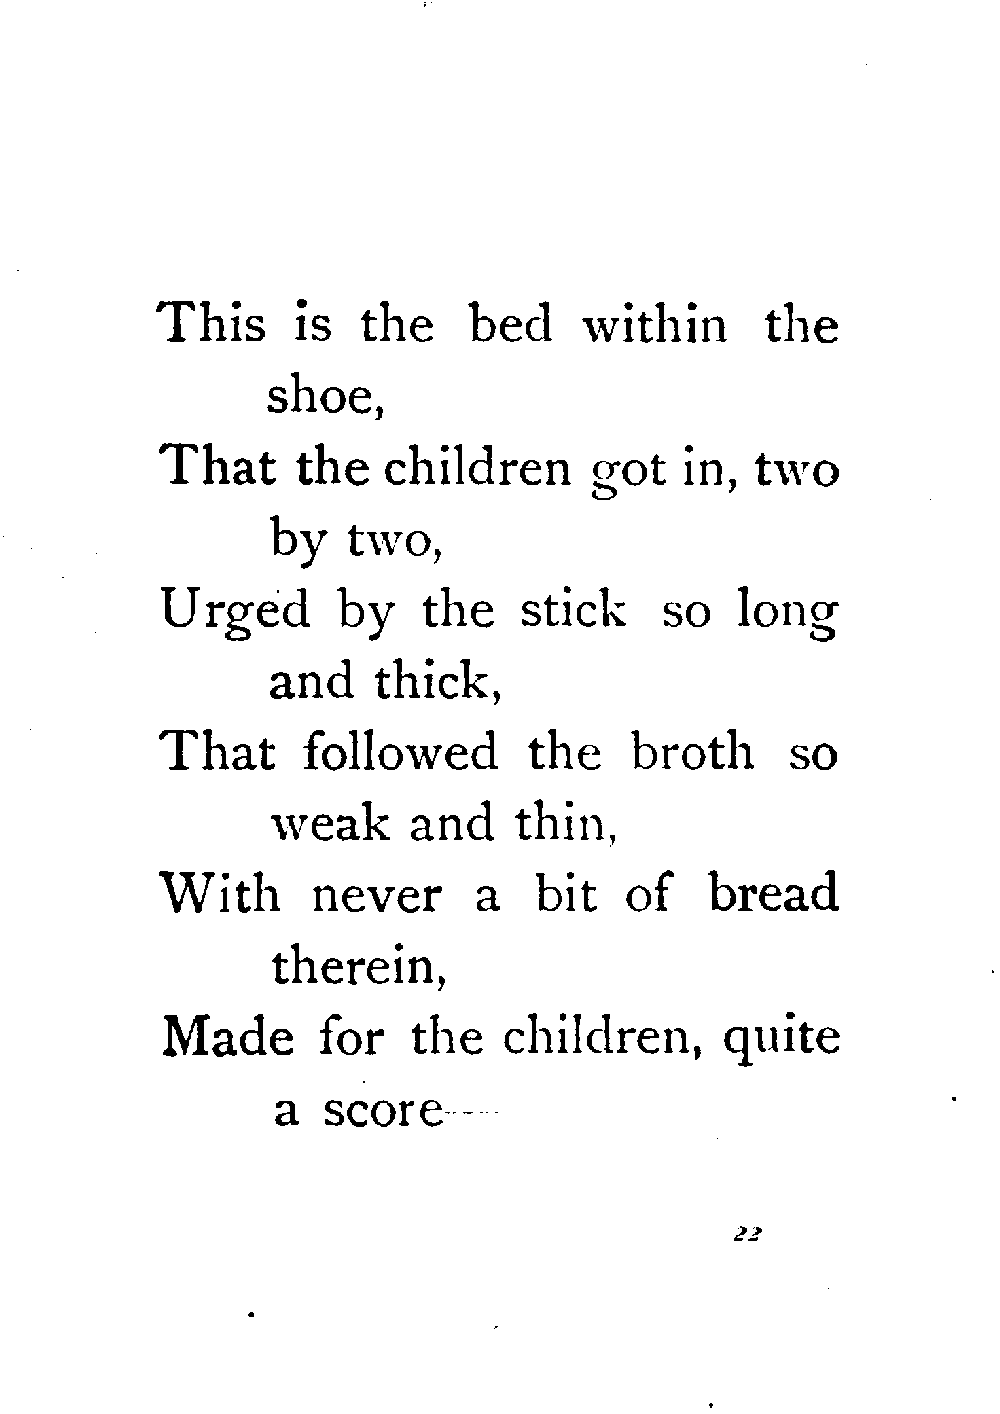 This is the bed within the
shoe,
That the children got in, two
by two,
Urged by the stick so long
and thick,
That followed the broth so
weak and thin,
With never a bit of bread
therein,
Made for the children, quite
a score—
22